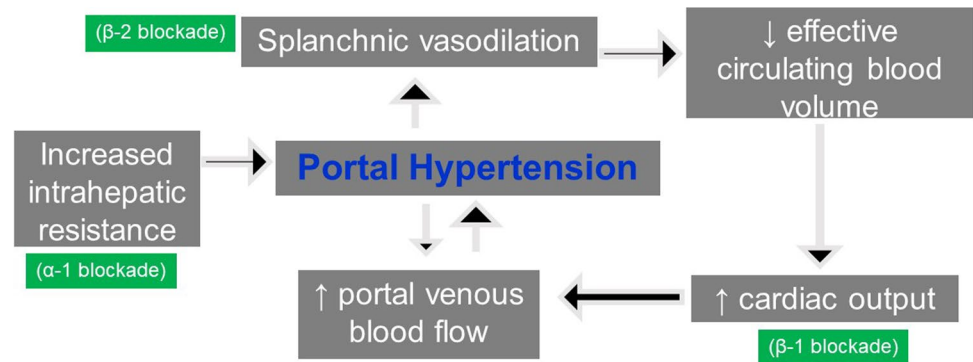 (β-2 blockade)
Splanchnic vasodilation
↓ effective
circulating blood
volume
Increased
intrahepatic
resistance
(α-1 blockade)
Portal Hypertension
↑ portal venous
blood flow
↑ cardiac output
(β-1 blockade)